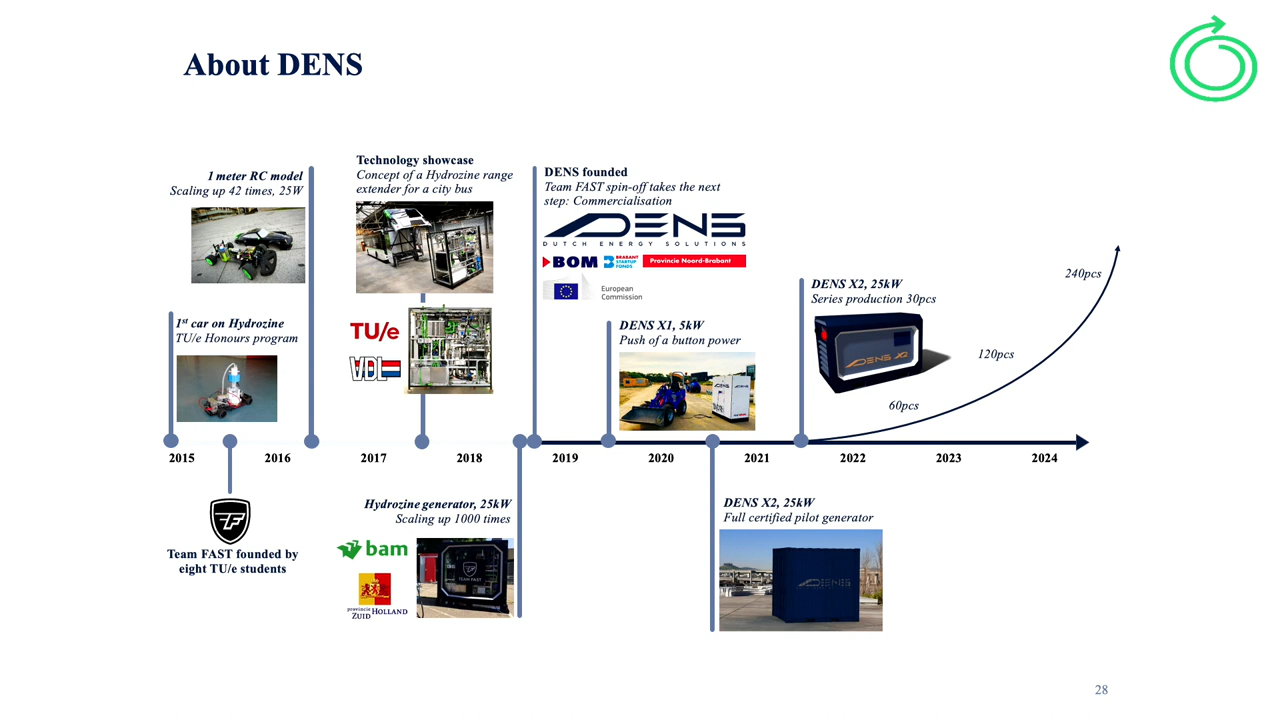 About DENS
1 meter RC model
Scaling up 42 times, 25W
Technology showcase
Concept of a Hydrozine range
extender for a city bus
DENS founded
Team FAST spin-off takes the next
step: Commercialisation
DENS
DUTCH ENERGY SOLUTIONS
BOM
BRABANT
STARTUP
FONDS
Provincie Noord-Brabant
European
Commission
1st car on Hydrozine
TU/e Honours program
TU/e
VDL
DENS X1, 5kW
Push of a button power
DENS X2, 25kW
Series production 30pcs
DENS X2
240pcs
120pcs
60pcs
2015
2016
2017
2018
2019
2020
2021
2022
2023
2024
Team FAST founded by
eight TU/e students
Hydrozine generator, 25kW
Scaling up 1000 times
bam
provincie
ZUID HOLLAND
TEAM FAST
DENS X2, 25kW
Full certified pilot generator
DENS
28